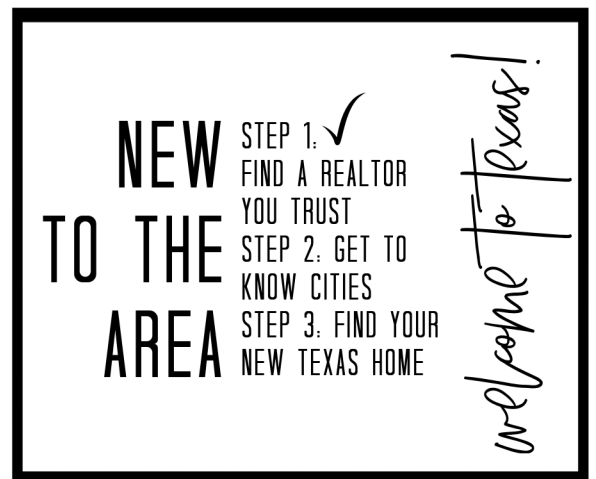 NEW
TO THE
AREA
STEP 1:
FIND A REALTOR
YOU TRUST
STEP 2: GET TO
KNOW CITIES
STEP 3: FIND YOUR
NEW TEXAS HOME
welcome to texas!